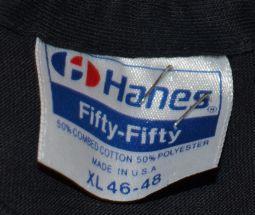 Hanes®
Fifty-Fifty
50% COMBED COTTON 50% POLYESTER
MADE IN U.S.A
XL 46-48